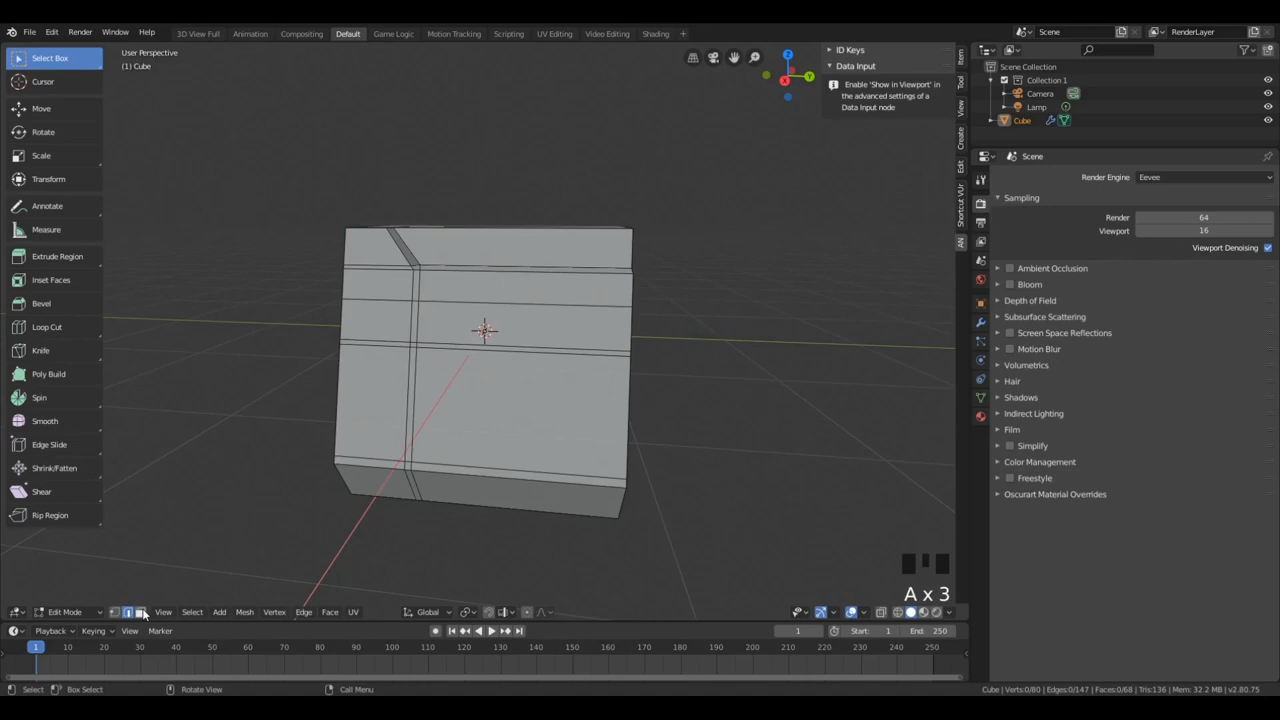 File Edit Render Window Help
3D View Full Animation Compositing Default Game Logic Motion Tracking Scripting UV Editing Video Editing Shading +
Scene
RenderLayer
Select Box
Cursor
Move
Rotate
Scale
Transform
Annotate
Measure
Extrude Region
Inset Faces
Bevel
Loop Cut
Knife
Poly Build
Spin
Smooth
Edge Slide
Shrink/Fatten
Shear
Rip Region
User Perspective
(1) Cube
Z
Y
X
ID Keys
Data Input
Enable 'Show in Viewport' in
the advanced settings of a
Data Input node
Item
Tool
View
Create
Edit
Shortcut VUr
AN
A x 3
Scene Collection
Collection 1
Camera
Lamp
Cube
Scene
Render Engine Eevee
Sampling
Render 64
Viewport 16
Viewport Denoising
Ambient Occlusion
Bloom
Depth of Field
Subsurface Scattering
Screen Space Reflections
Motion Blur
Volumetrics
Hair
Shadows
Indirect Lighting
Film
Simplify
Color Management
Freestyle
Oscurart Material Overrides
Edit Mode View Select Add Mesh Vertex Edge Face UV Global
Playback Keying View Marker 1 Start: 1 End: 250
1 10 20 30 40 50 60 70 80 90 100 110 120 130 140 150 160 170 180 190 200 210 220 230 240 250
Select Box Select Rotate View Call Menu Cube | Verts:0/80 | Edges:0/147 | Faces:0/68 | Tris:136 | Mem: 32.2 MB | v2.80.75